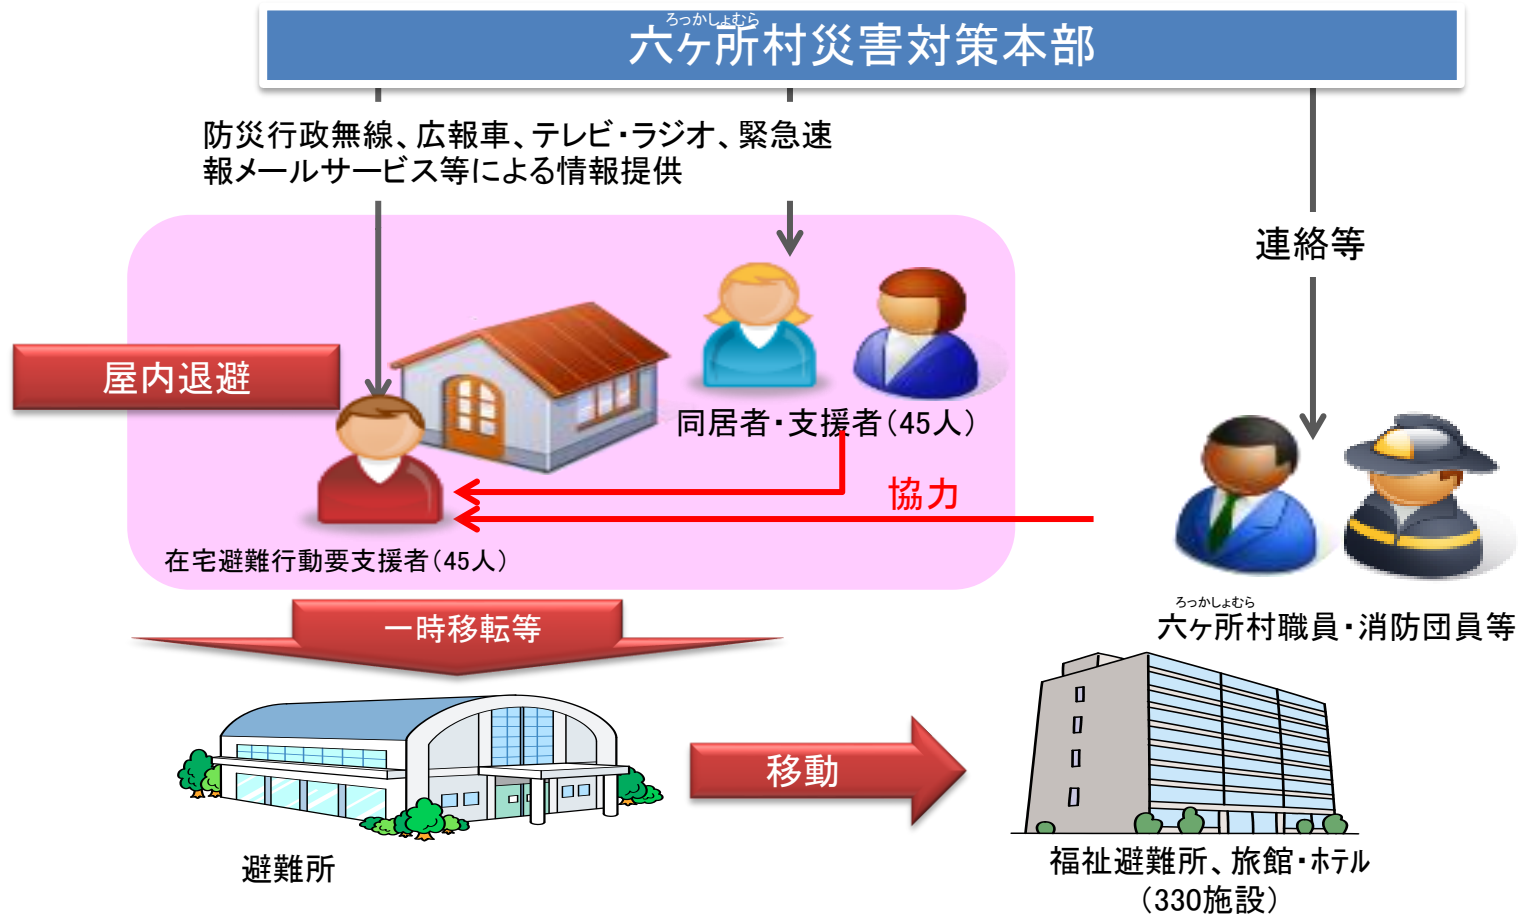 ろっかしょむら
六ヶ所村災害対策本部
防災行政無線、広報車、テレビ・ラジオ、緊急速
報メールサービス等による情報提供
連絡等
屋内退避
同居者・支援者（45人）
協力
在宅避難行動要支援者（45人）
ろっかしょむら
六ヶ所村職員・消防団員等
一時移転等
移動
避難所
福祉避難所、旅館・ﾎﾃﾙ
（330施設）